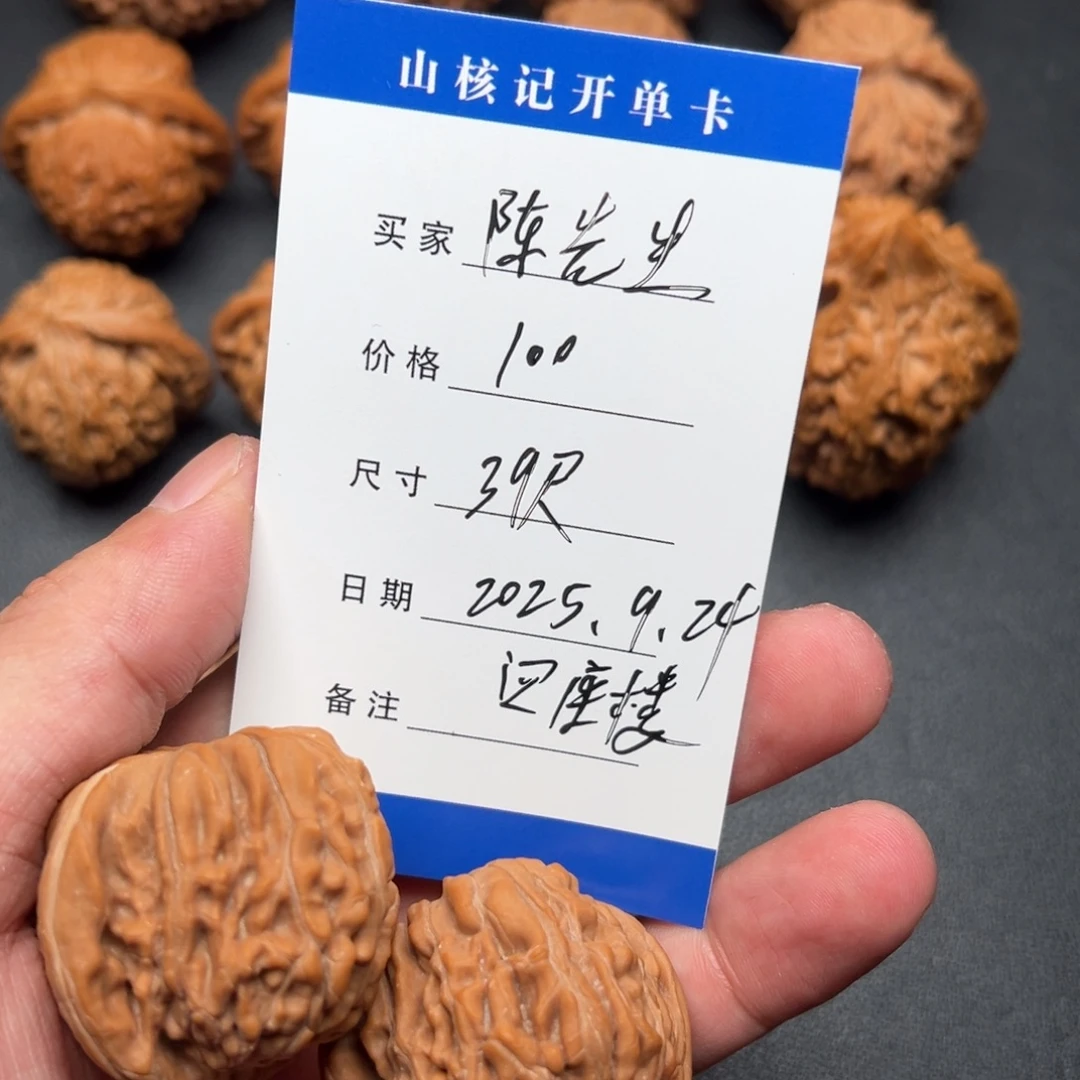 山核记开单卡
买家 陈先生
价格 100
尺寸 39尺
日期 2025.9.24
备注 四座楼